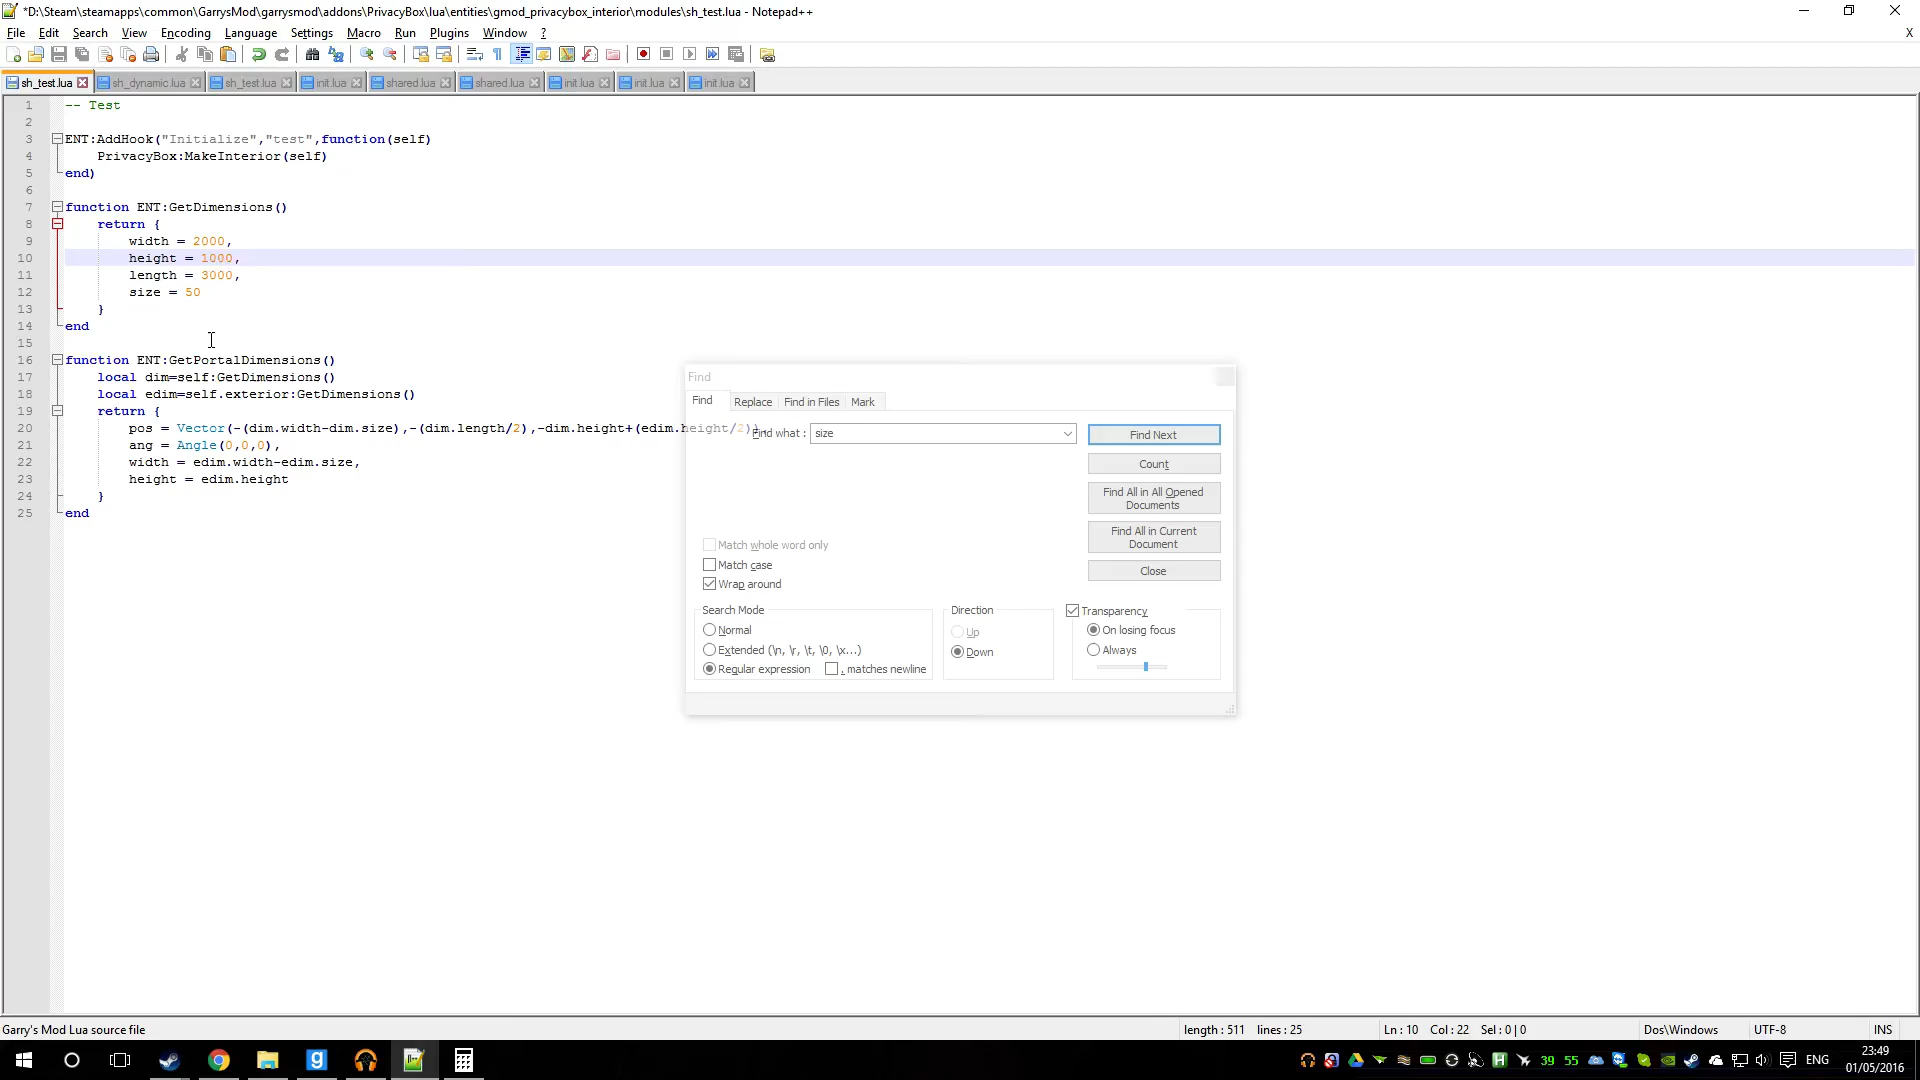 *D:\Steam\steamapps\common\GarrysMod\garrysmod\addons\PrivacyBox\lua\entities\gmod_privacybox_interior\modules\sh_test.lua - Notepad++
File Edit Search View Encoding Language Settings Macro Run Plugins Window ? X
sh_test.lua sh_dynamic.lua sh_test.lua init.lua shared.lua shared.lua init.lua init.lua init.lua
1 -- Test
2
3 ENT:AddHook("Initialize","test",function(self)
4 PrivacyBox:MakeInterior(self)
5 end)
6
7 function ENT:GetDimensions()
8 return {
9 width = 2000,
10 height = 1000,
11 length = 3000,
12 size = 50
13 }
14 end
15
16 function ENT:GetPortalDimensions()
17 local dim=self:GetDimensions()
18 local edim=self.exterior:GetDimensions()
19 return {
20 pos = Vector(-(dim.width-dim.size),-(dim.length/2),-dim.height+(edim.height/2)),
21 ang = Angle(0,0,0),
22 width = edim.width-edim.size,
23 height = edim.height
24 }
25 end
Find
Find Replace Find in Files Mark
Find what : size
Find Next
Count
Find All in All Opened
Documents
Find All in Current
Document
Close
Match whole word only
Match case
Wrap around
Search Mode
Normal
Extended (\n, \r, \t, \0, \x...)
Regular expression . matches newline
Direction
Up
Down
Transparency
On losing focus
Always
Garry's Mod Lua source file length : 511 lines : 25 Ln : 10 Col : 22 Sel : 0 | 0 Dos\Windows UTF-8 INS
39 55 ENG 23:49
01/05/2016